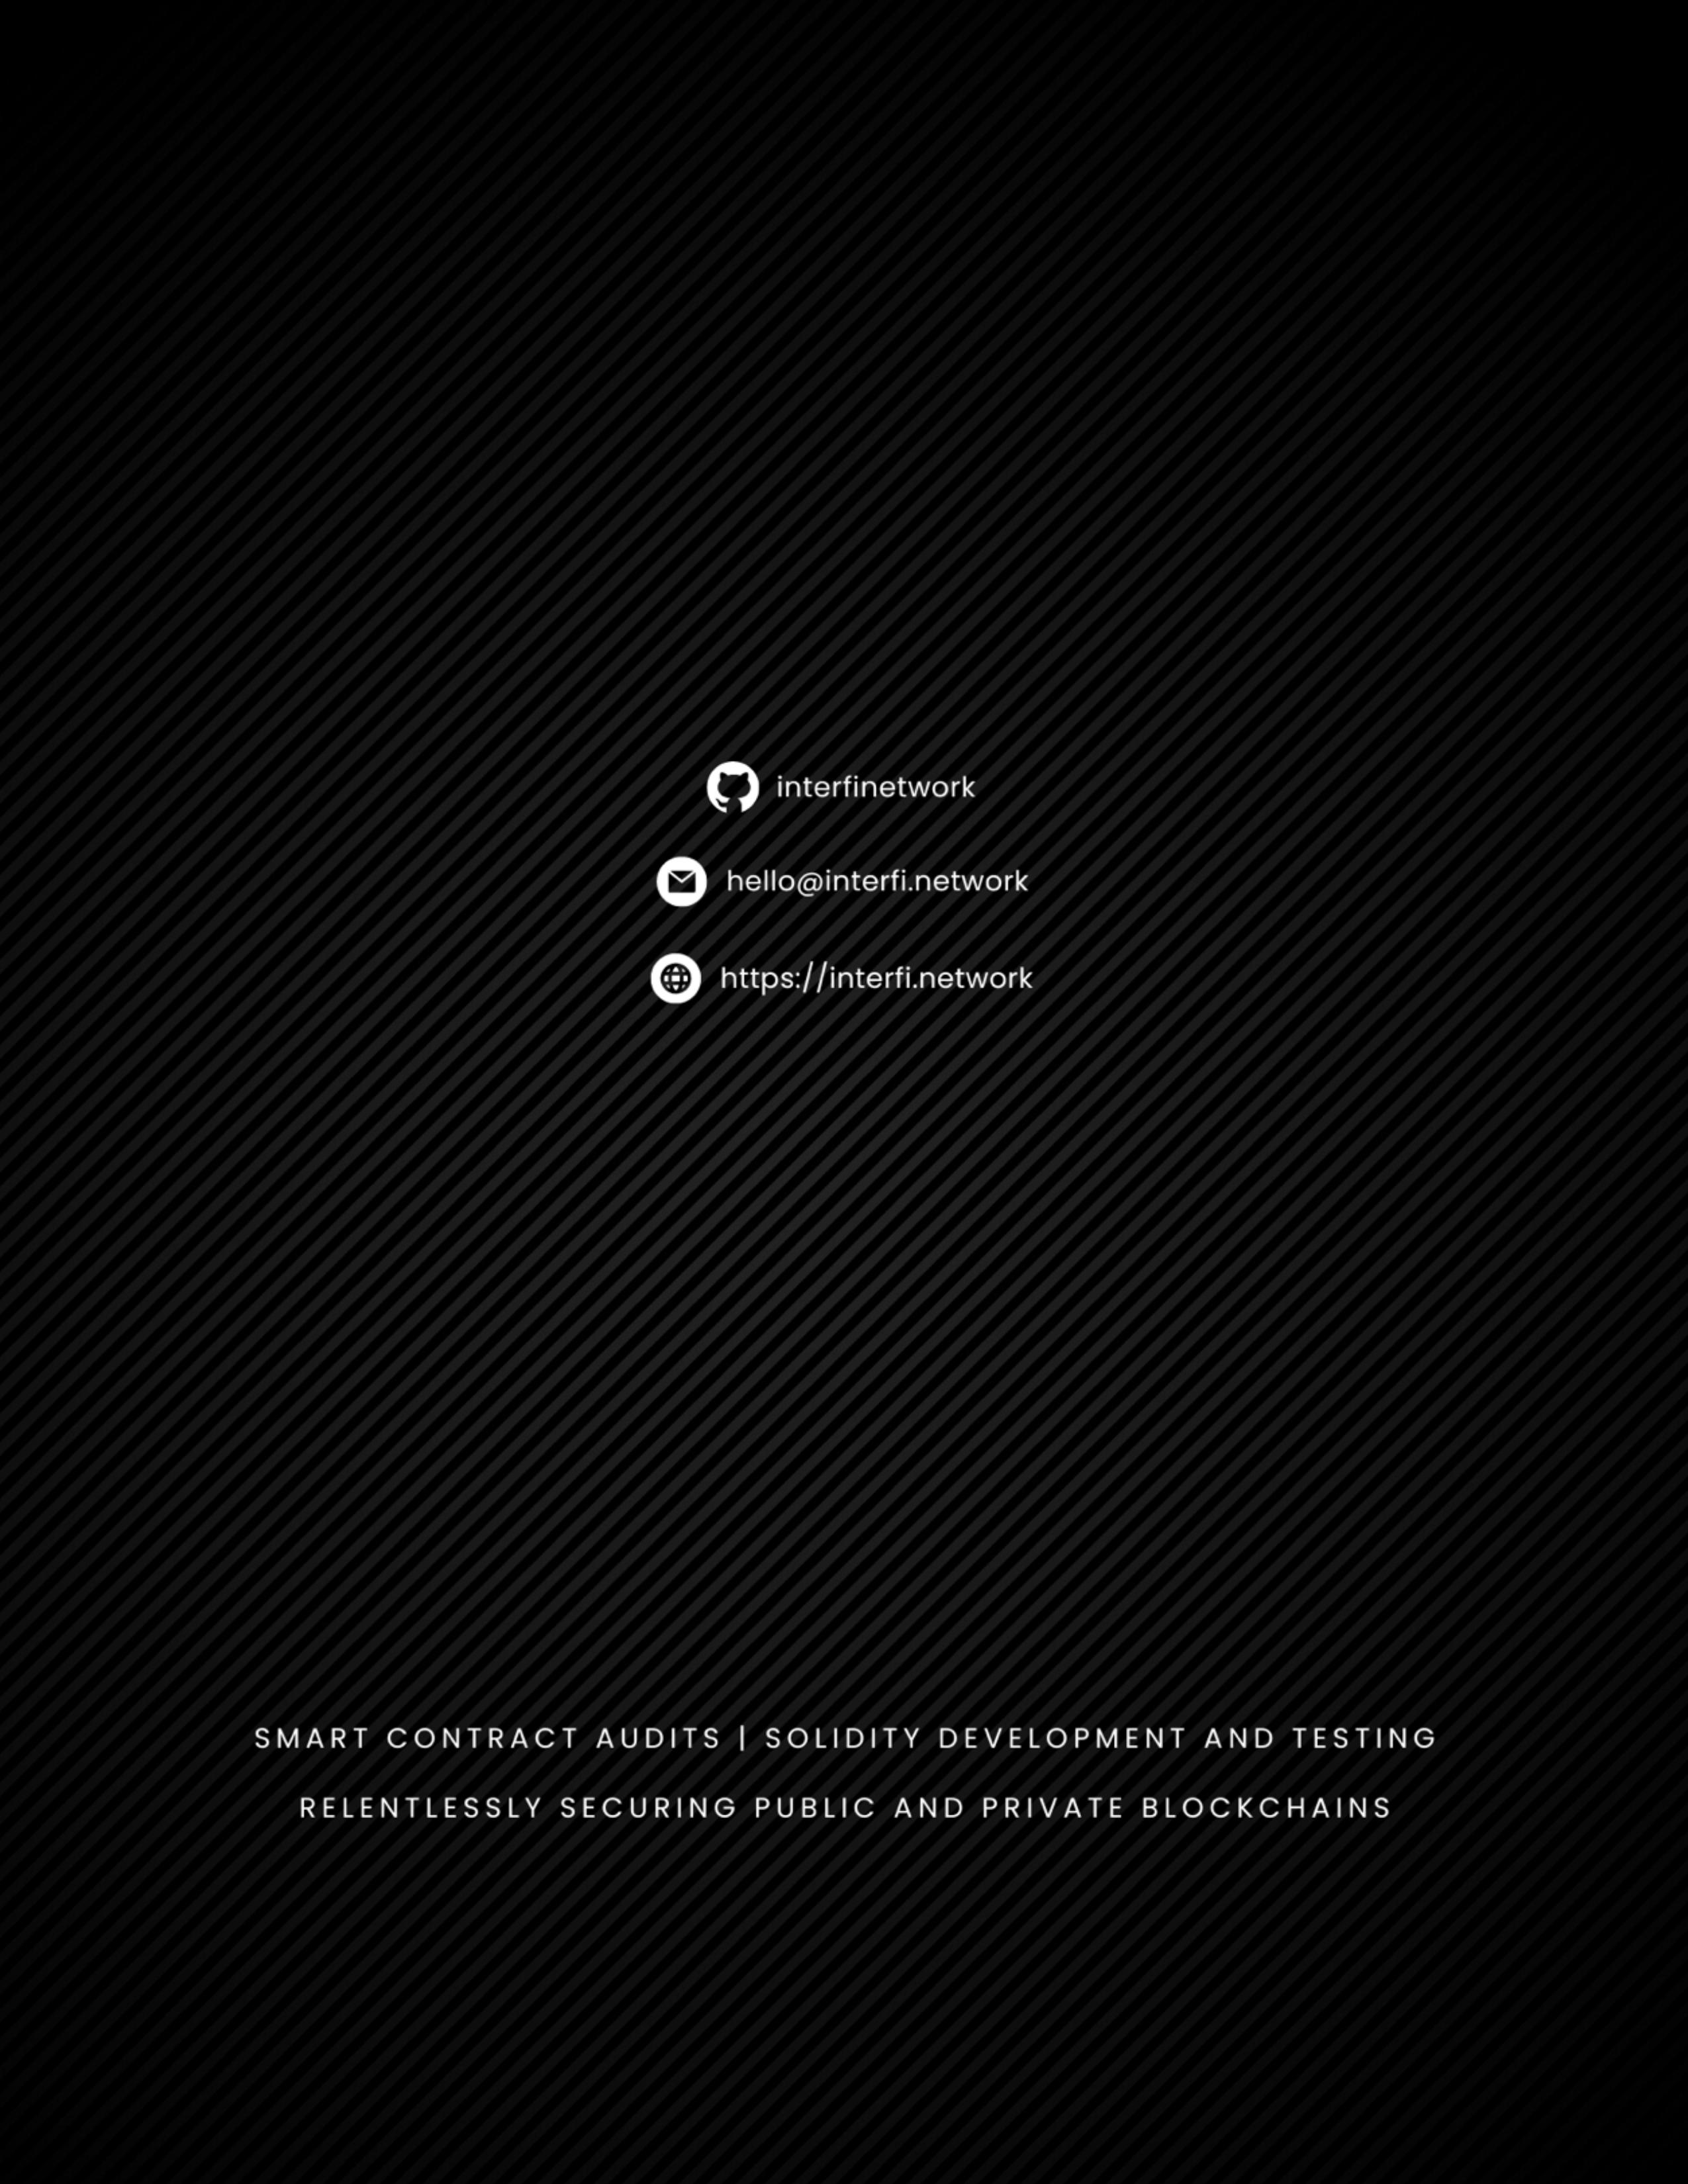 interfinetwork
hello@interfi.network
https://interfi.network
SMART CONTRACT AUDITS | SOLIDITY DEVELOPMENT AND TESTING
RELENTLESSLY SECURING PUBLIC AND PRIVATE BLOCKCHAINS